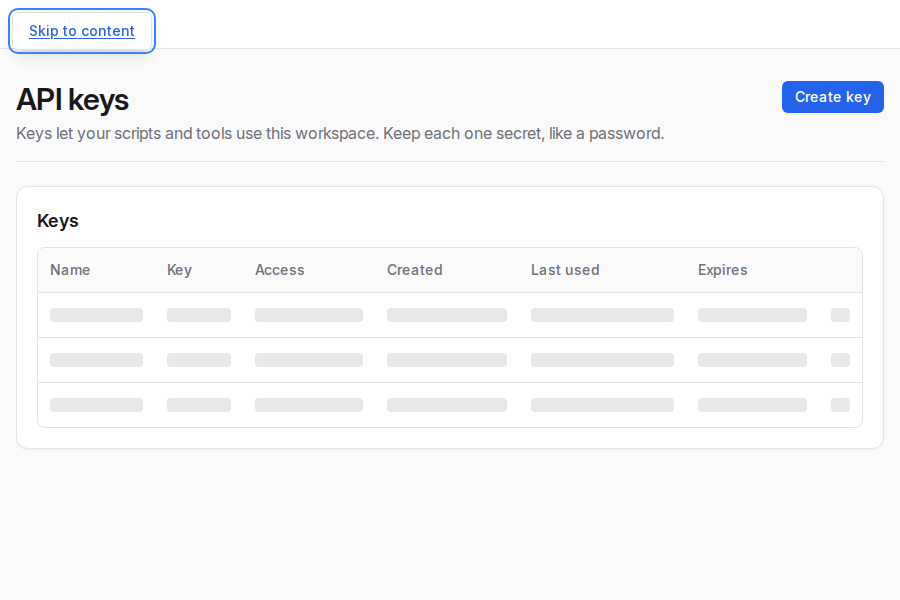 Skip to content
API keys
Create key
Keys let your scripts and tools use this workspace. Keep each one secret, like a password.
Keys
Name Key Access Created Last used Expires